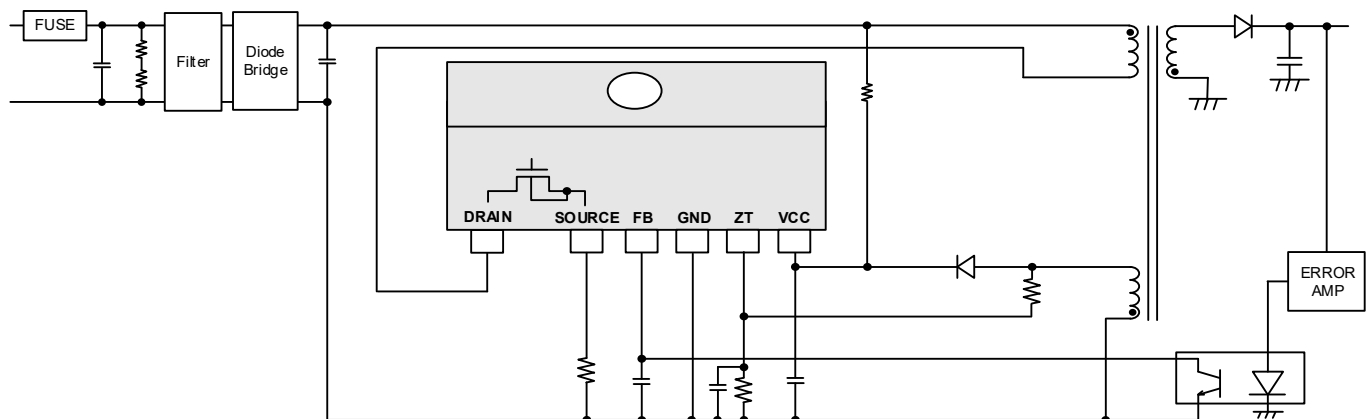 FUSE
Filter
Diode
Bridge
DRAIN
SOURCE
FB
GND
ZT
VCC
ERROR
AMP